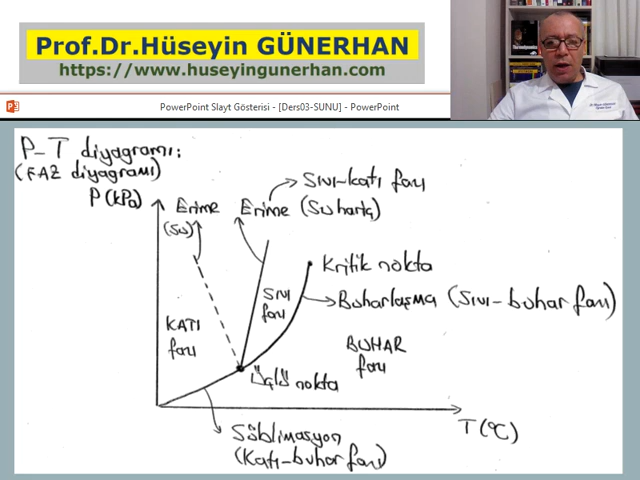 Prof.Dr.Hüseyin GÜNERHAN
https://www.huseyingunerhan.com
PowerPoint Slayt Gösterisi - [Ders03-SUNU] - PowerPoint
P-T diyagramı:
(FAZ diyagramı)
Sıvı-katı fazı
P(kPa)
Erime
(su)
Erime (Su hariç)
Kritik nokta
Buharlaşma (Sıvı-buhar fazı)
SIVI
fazı
KATI
fazı
BUHAR
fazı
Üçlü nokta
T(°C)
Süblimasyon
(Katı-buhar fazı)